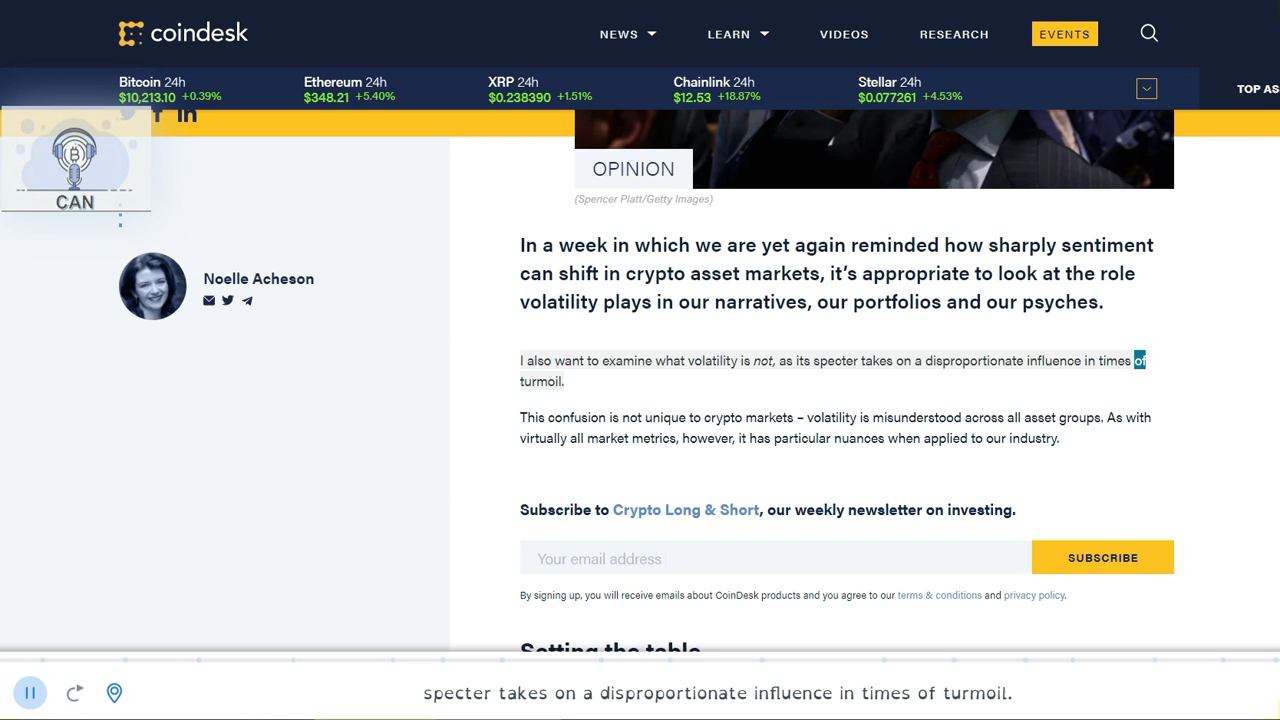 coindesk
NEWS LEARN VIDEOS RESEARCH EVENTS
Bitcoin 24h Ethereum 24h XRP 24h Chainlink 24h Stellar 24h
$10,213.10 +0.39% $348.21 +5.40% $0.238390 +1.51% $12.53 +18.87% $0.077261 +4.53%
TOP AS
CAN
OPINION
(Spencer Platt/Getty Images)
Noelle Acheson
In a week in which we are yet again reminded how sharply sentiment
can shift in crypto asset markets, it's appropriate to look at the role
volatility plays in our narratives, our portfolios and our psyches.
I also want to examine what volatility is not, as its specter takes on a disproportionate influence in times of
turmoil.
This confusion is not unique to crypto markets – volatility is misunderstood across all asset groups. As with
virtually all market metrics, however, it has particular nuances when applied to our industry.
Subscribe to Crypto Long & Short, our weekly newsletter on investing.
Your email address
SUBSCRIBE
By signing up, you will receive emails about CoinDesk products and you agree to our terms & conditions and privacy policy.
Setting the table
specter takes on a disproportionate influence in times of turmoil.